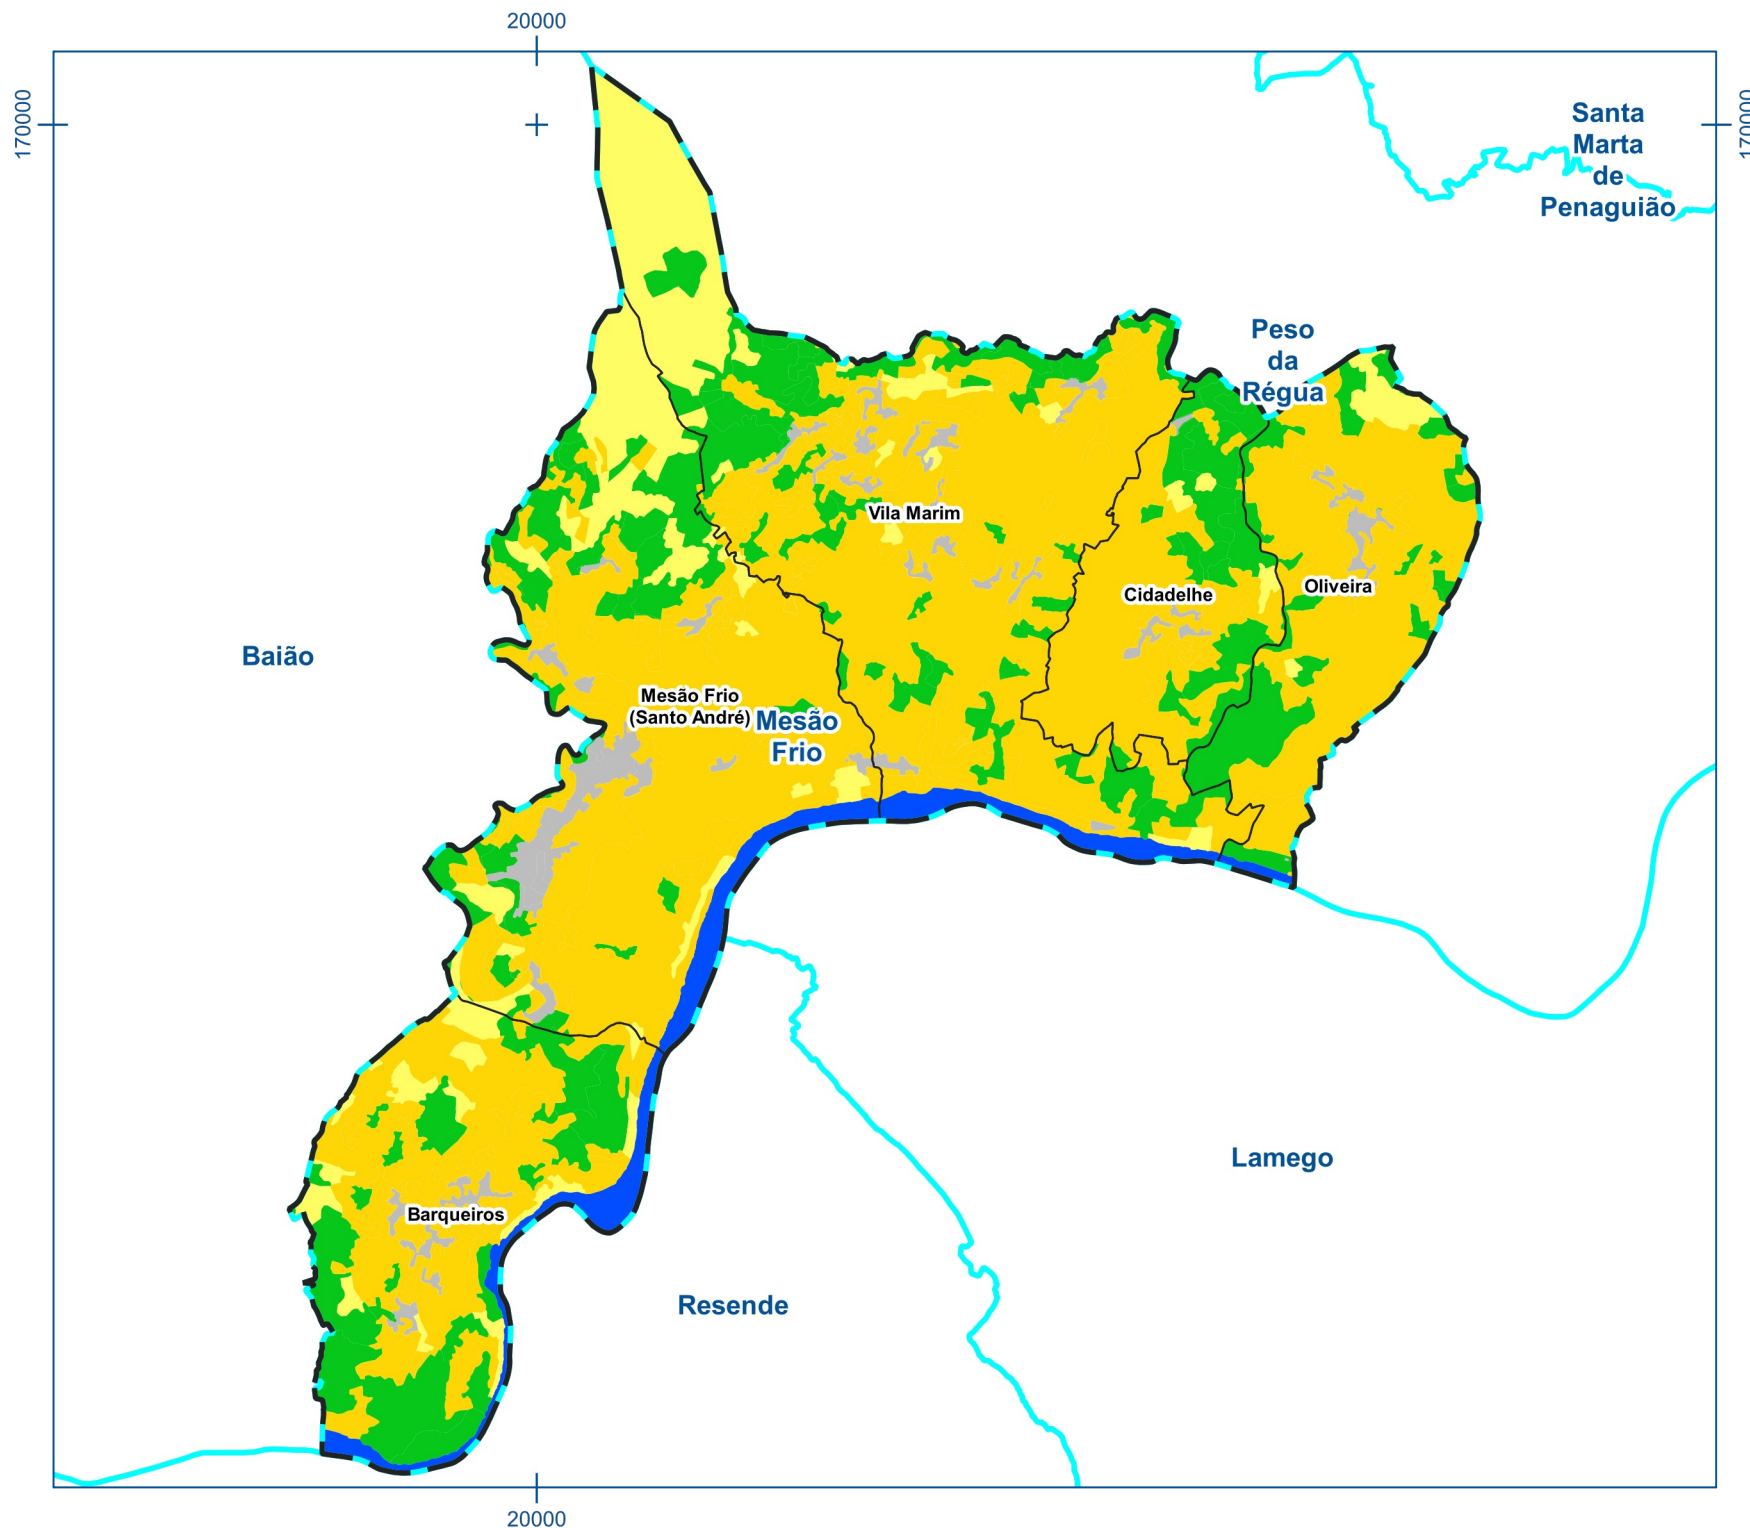 20000
170000
170000
Santa
Marta
de
Penaguião
Peso
da
Régua
Vila Marim
Cidadelhe
Oliveira
Baião
Mesão Frio
(Santo André)
Mesão
Frio
Lamego
Barqueiros
Resende
20000